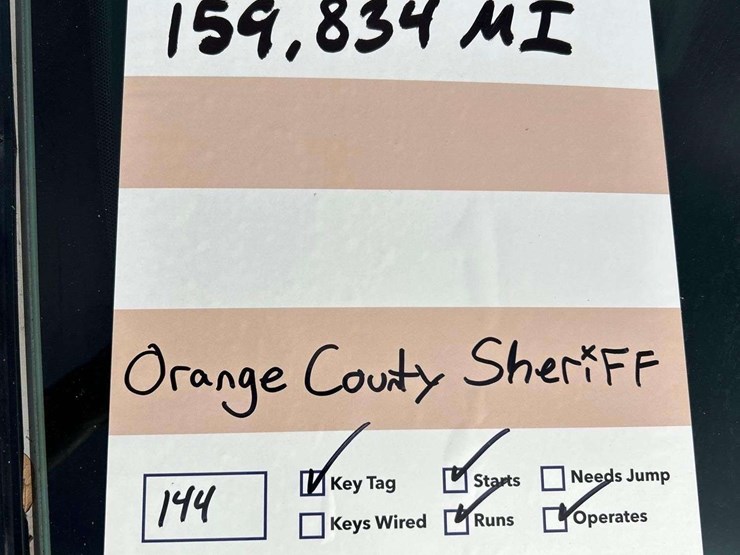 159,834 MI
Orange County Sheriff
144 Key Tag Starts Needs Jump
Keys Wired Runs Operates